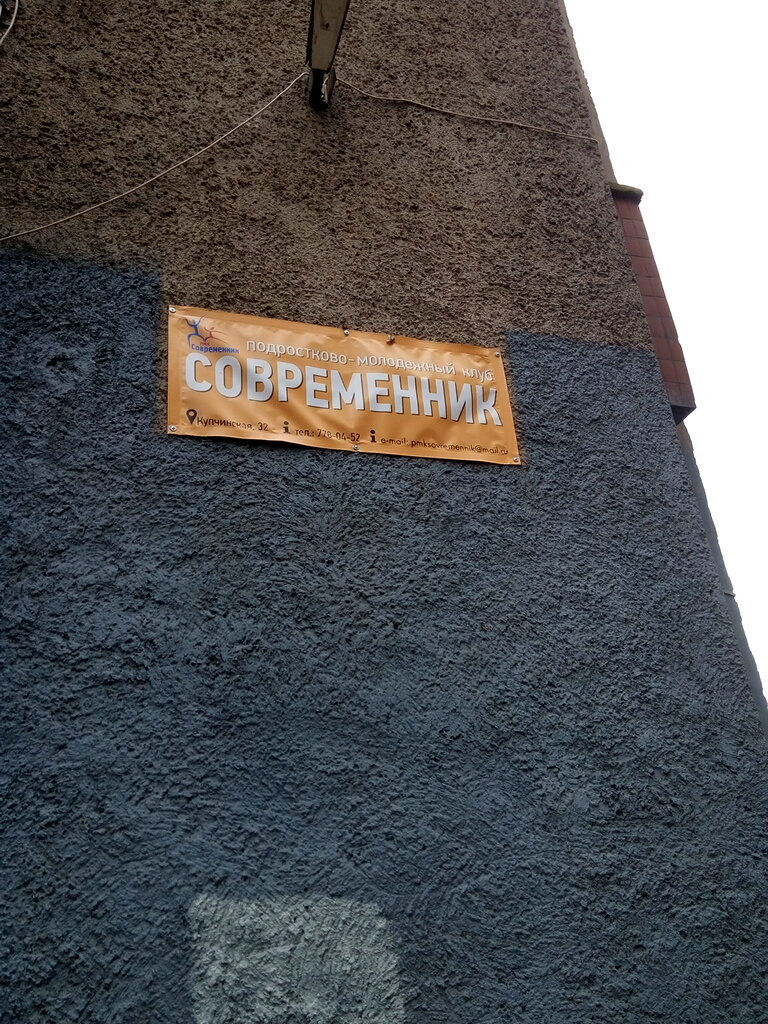 Современник
подростково-молодежный клуб
СОВРЕМЕННИК
Купчинская, 32 тел.: 778-04-52 e-mail: pmksovremennik@mail.ru